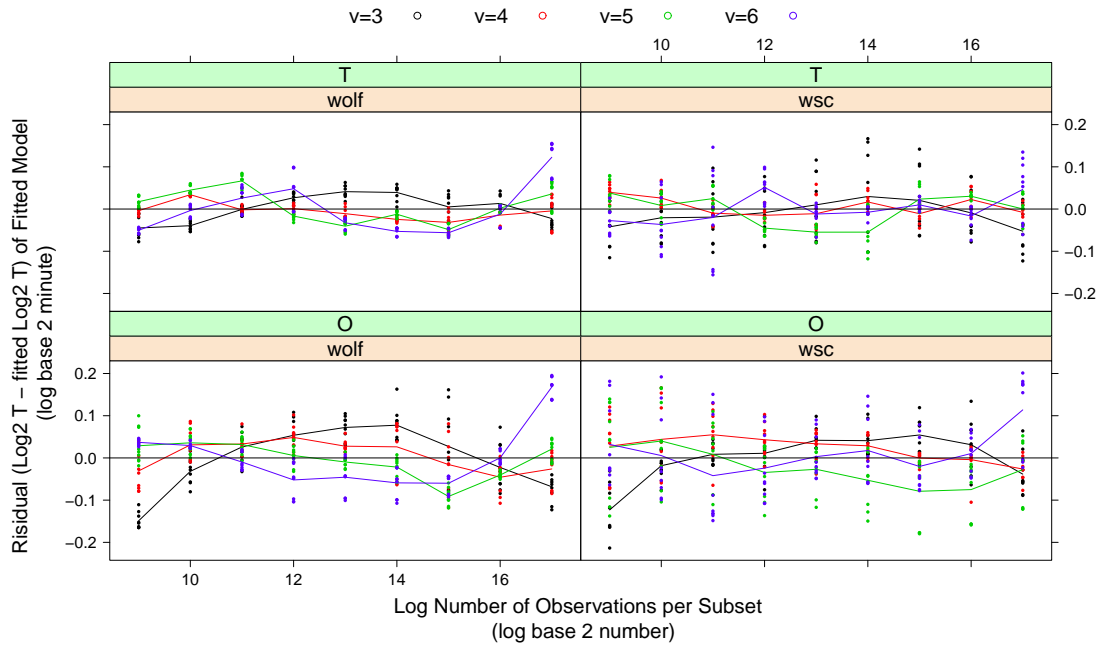 v=3 v=4 v=5 v=6
10 12 14 16
T T
wolf wsc
0.2
0.1
0.0
−0.1
−0.2
O O
wolf wsc
0.2
0.1
0.0
−0.1
−0.2
10 12 14 16
Risidual (Log2 T − fitted Log2 T) of Fitted Model
(log base 2 minute)
Log Number of Observations per Subset
(log base 2 number)